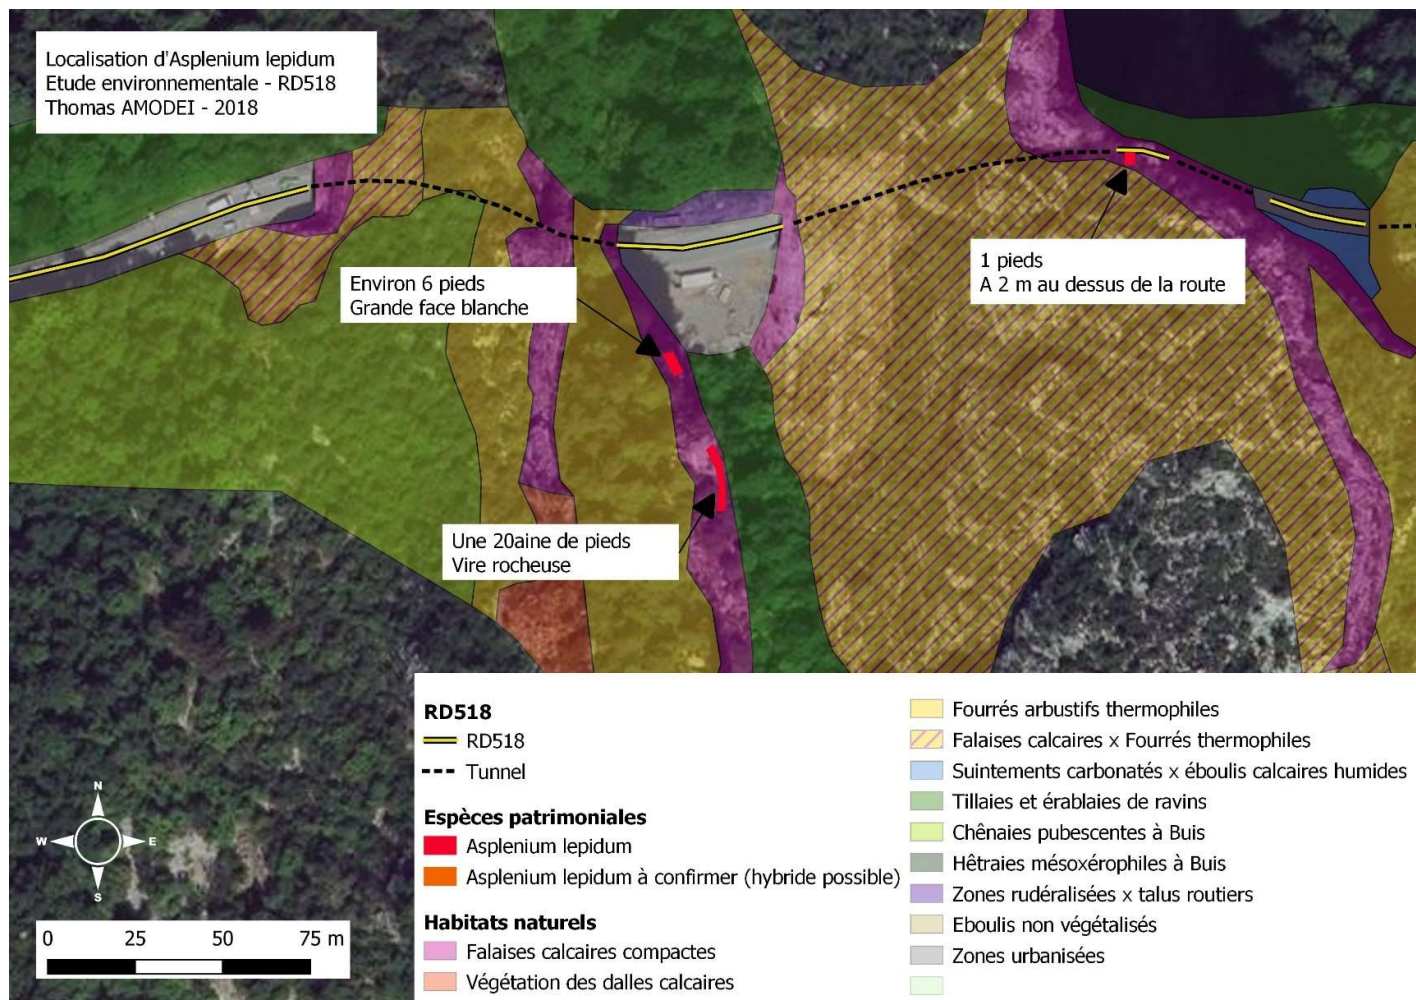 Localisation d'Asplenium lepidum
Etude environnementale - RD518
Thomas AMODEI - 2018
Environ 6 pieds
Grande face blanche
1 pieds
A 2 m au dessus de la route
Une 20aine de pieds
Vire rocheuse
N
W
E
S
0 25 50 75 m
RD518
RD518
Tunnel
Espèces patrimoniales
Asplenium lepidum
Asplenium lepidum à confirmer (hybride possible)
Habitats naturels
Falaises calcaires compactes
Végétation des dalles calcaires
Fourrés arbustifs thermophiles
Falaises calcaires x Fourrés thermophiles
Suintements carbonatés x éboulis calcaires humides
Tillaies et érablaies de ravins
Chênaies pubescentes à Buis
Hêtraies mésoxérophiles à Buis
Zones rudéralisées x talus routiers
Eboulis non végétalisés
Zones urbanisées